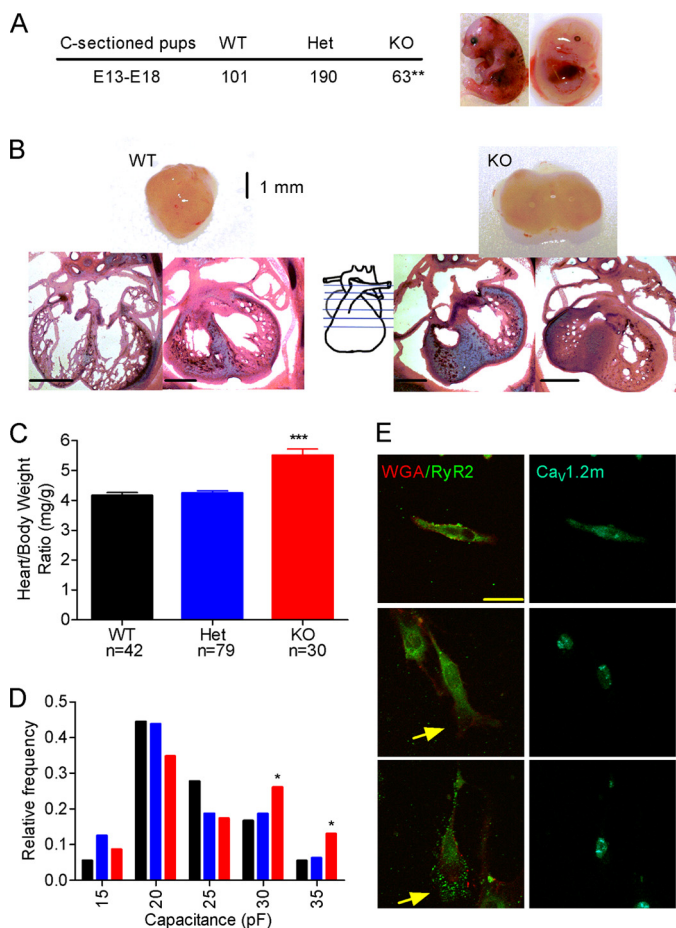 A
C-sectioned pups WT Het KO
E13-E18 101 190 63**
B
WT
1 mm
KO
C
Heart/Body Weight
Ratio (mg/g)
6
5
4
3
2
1
0
***
WT Het KO
n=42 n=79 n=30
D
Relative frequency
0.5
0.4
0.3
0.2
0.1
0.0
*
*
15 20 25 30 35
Capacitance (pF)
E
WGA/RyR2
CaV1.2m